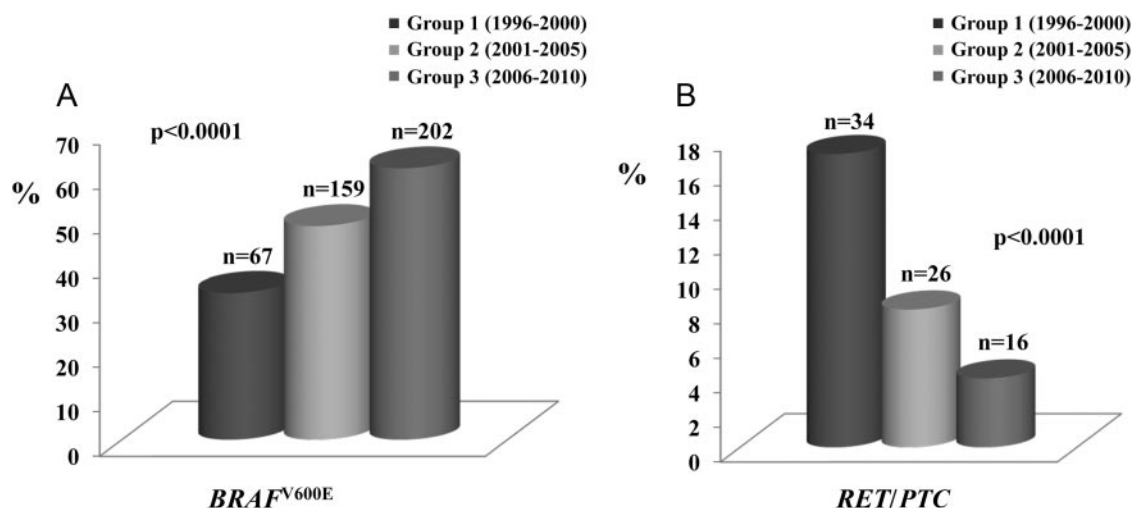 Group 1 (1996-2000)
Group 2 (2001-2005)
Group 3 (2006-2010)
A
p<0.0001
%
70
60
50
40
30
20
10
0
n=67
n=159
n=202
BRAF^V600E
Group 1 (1996-2000)
Group 2 (2001-2005)
Group 3 (2006-2010)
B
%
18
16
14
12
10
8
6
4
2
0
n=34
n=26
n=16
p<0.0001
RET/PTC